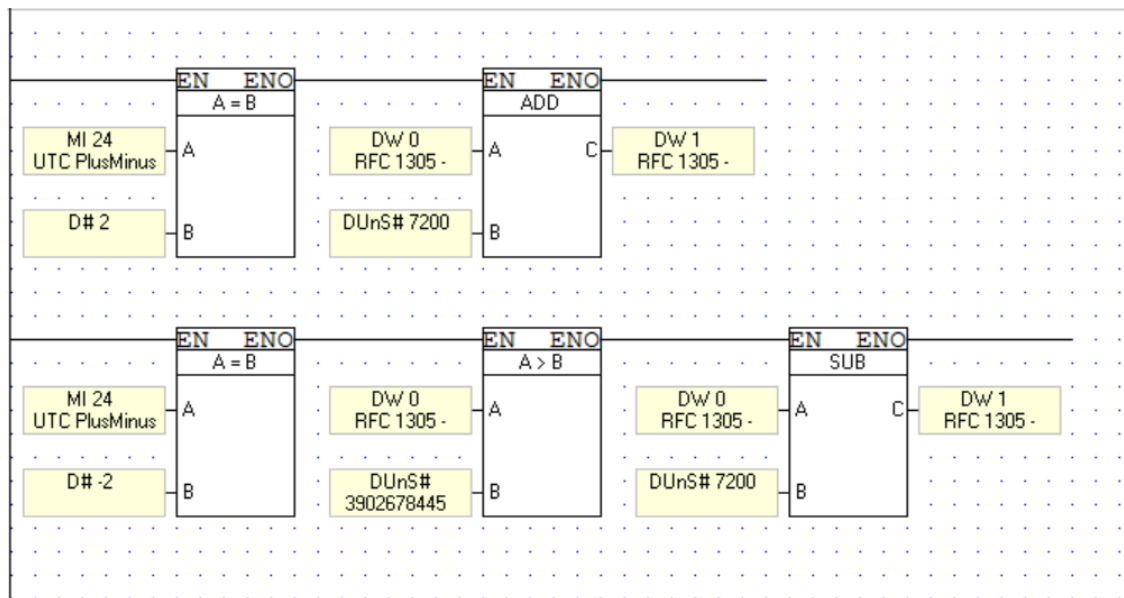 EN ENO EN ENO
A = B ADD
MI 24 DW 0 DW 1
UTC PlusMinus A RFC 1305 - A C RFC 1305 -
D# 2 B DUnS# 7200 B
EN ENO EN ENO EN ENO
A = B A > B SUB
MI 24 DW 0 DW 0 DW 1
UTC PlusMinus A RFC 1305 - A RFC 1305 - A C RFC 1305 -
D# -2 B DUnS# B DUnS# 7200 B
3902678445